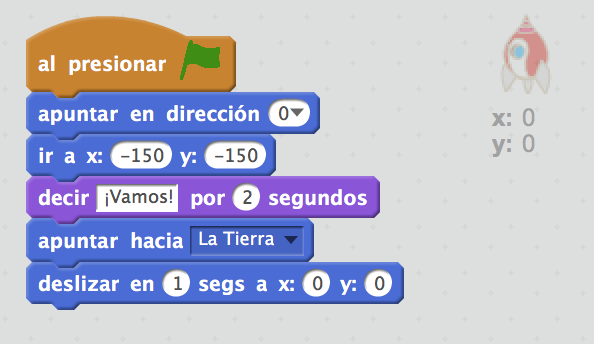 al presionar
apuntar en dirección 0
ir a x: -150 y: -150
decir ¡Vamos! por 2 segundos
apuntar hacia La Tierra
deslizar en 1 segs a x: 0 y: 0
x: 0
y: 0